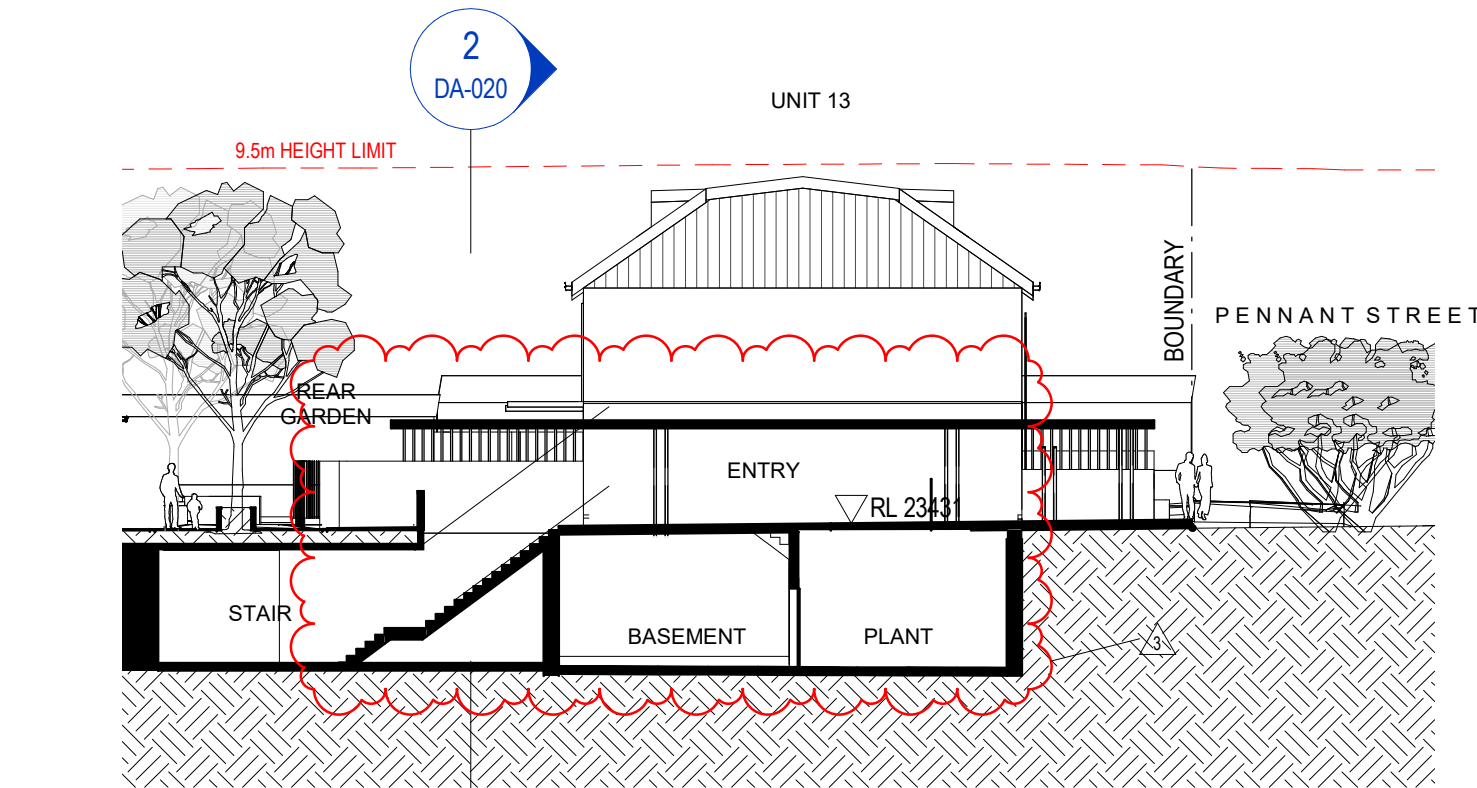 2
DA-020
UNIT 13
9.5m HEIGHT LIMIT
BOUNDARY
PENNANT STREET
REAR
GARDEN
ENTRY
RL 23431
STAIR
BASEMENT
PLANT
3